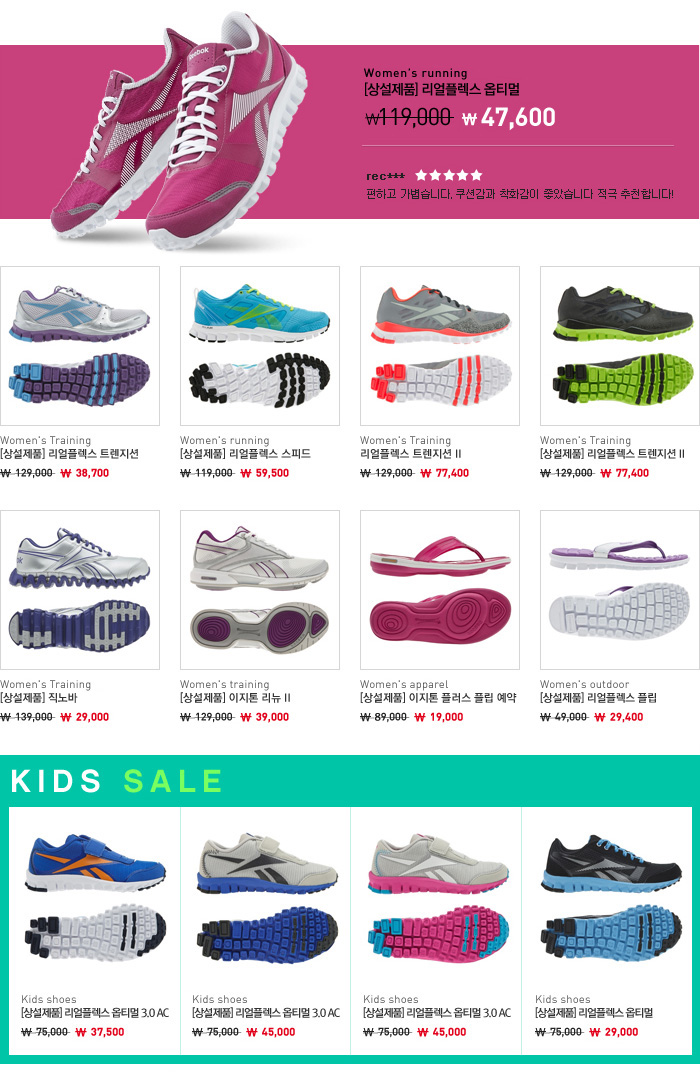 Reebok
Women's running
[상설제품] 리얼플렉스 옵티멀
₩119,000 ₩47,600
rec*** ★★★★★
편하고 가볍습니다. 쿠션감과 착화감이 좋았습니다 적극 추천합니다!
Women's Training
[상설제품] 리얼플렉스 트렌지션
₩ 129,000 ₩ 38,700
Women's running
[상설제품] 리얼플렉스 스피드
₩ 119,000 ₩ 59,500
Women's Training
리얼플렉스 트렌지션 II
₩ 129,000 ₩ 77,400
Women's Training
[상설제품] 리얼플렉스 트렌지션 II
₩ 129,000 ₩ 77,400
Women's Training
[상설제품] 직노바
₩ 139,000 ₩ 29,000
Women's training
[상설제품] 이지톤 리뉴 II
₩ 129,000 ₩ 39,000
Women's apparel
[상설제품] 이지톤 플러스 플립 예약
₩ 89,000 ₩ 19,000
Women's outdoor
[상설제품] 리얼플렉스 플립
₩ 49,000 ₩ 29,400
KIDS SALE
Kids shoes
[상설제품] 리얼플렉스 옵티멀 3.0 AC
₩ 75,000 ₩ 37,500
Kids shoes
[상설제품] 리얼플렉스 옵티멀 3.0 AC
₩ 75,000 ₩ 45,000
Kids shoes
[상설제품] 리얼플렉스 옵티멀 3.0 AC
₩ 75,000 ₩ 45,000
Kids shoes
[상설제품] 리얼플렉스 옵티멀
₩ 75,000 ₩ 29,000